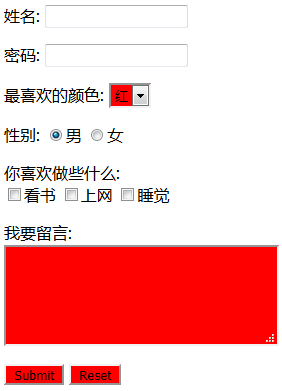 姓名:
密码:
最喜欢的颜色: 红
性别: 男 女
你喜欢做些什么:
看书 上网 睡觉
我要留言:
Submit Reset